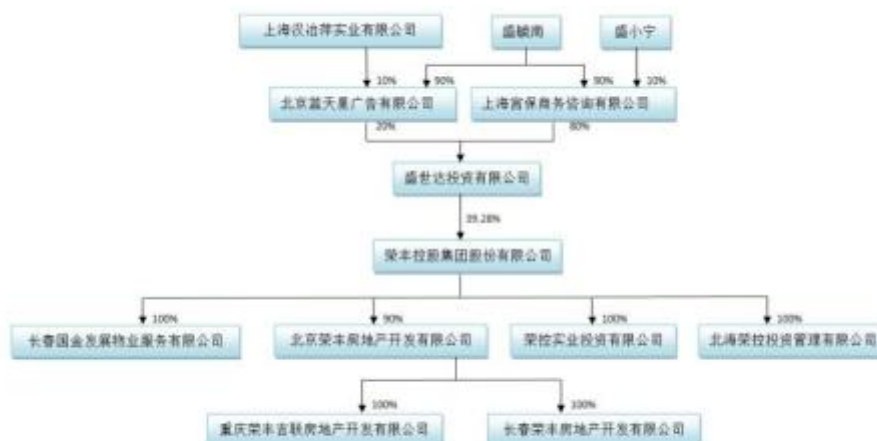 上海汉冶萍实业有限公司
盛毓南
盛小宁
10%
90%
90%
10%
北京蓝天星广告有限公司
上海宫保商务咨询有限公司
20%
80%
盛世达投资有限公司
39.28%
荣丰控股集团股份有限公司
100%
90%
100%
100%
长春国金发展物业服务有限公司
北京荣丰房地产开发有限公司
荣控实业投资有限公司
北海荣控投资管理有限公司
100%
100%
重庆荣丰吉联房地产开发有限公司
长春荣丰房地产开发有限公司